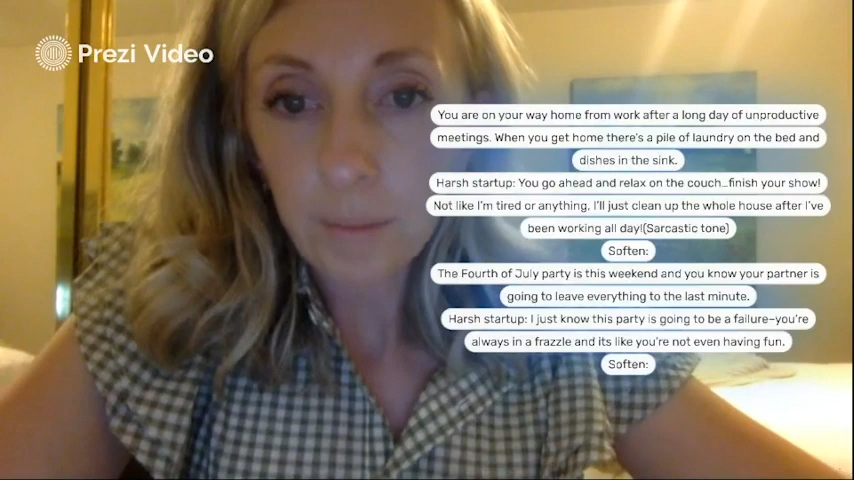 Prezi Video
You are on your way home from work after a long day of unproductive
meetings. When you get home there's a pile of laundry on the bed and
dishes in the sink.
Harsh startup: You go ahead and relax on the couch...finish your show!
Not like I'm tired or anything, I'll just clean up the whole house after I've
been working all day!(Sarcastic tone)
Soften:
The Fourth of July party is this weekend and you know your partner is
going to leave everything to the last minute.
Harsh startup: I just know this party is going to be a failure–you're
always in a frazzle and its like you're not even having fun.
Soften: